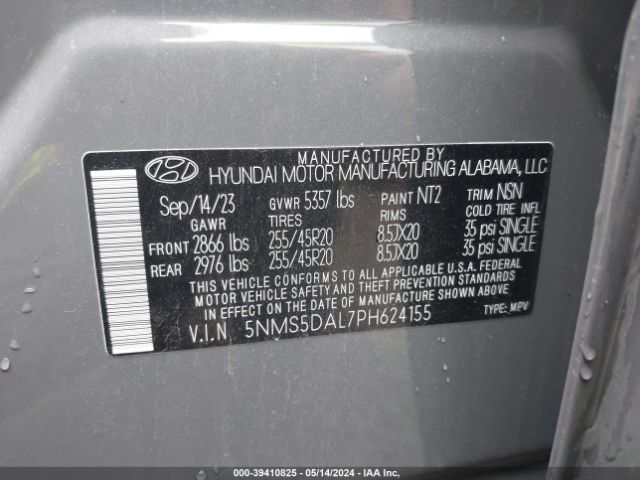 MANUFACTURED BY
HYUNDAI MOTOR MANUFACTURING ALABAMA, LLC
Sep/14/23 GVWR 5357 lbs PAINT NT2 TRIM NSN
GAWR TIRES RIMS COLD TIRE INFL
FRONT 2866 lbs 255/45R20 8.5JX20 35 psi SINGLE
REAR 2976 lbs 255/45R20 8.5JX20 35 psi SINGLE
THIS VEHICLE CONFORMS TO ALL APPLICABLE U.S.A. FEDERAL
MOTOR VEHICLE SAFETY AND THEFT PREVENTION STANDARDS
IN EFFECT ON THE DATE OF MANUFACTURE SHOWN ABOVE.
V.I.N 5NMS5DAL7PH624155 TYPE: MPV
000-39410825 - 05/14/2024 - IAAI.COM